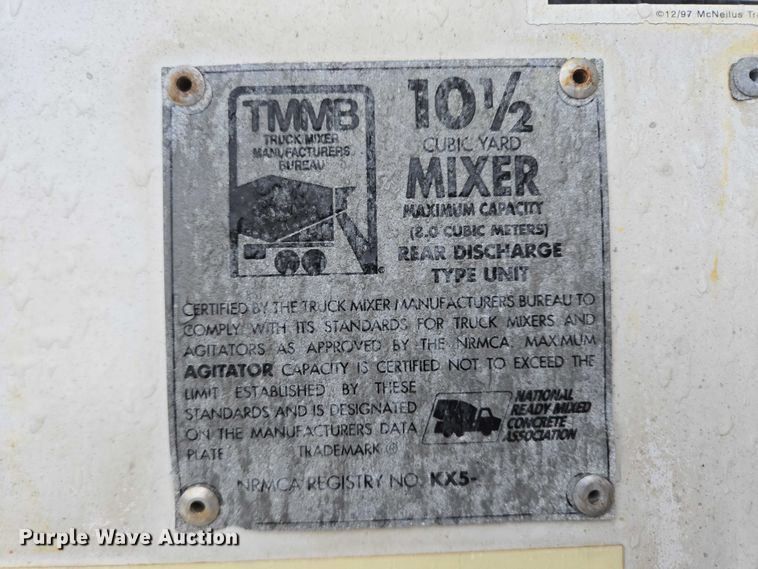 ©12/97 McNeilus Tr
TMMB
TRUCK MIXER
MANUFACTURERS
BUREAU
10 1/2
CUBIC YARD
MIXER
MAXIMUM CAPACITY
(8.0 CUBIC METERS)
REAR DISCHARGE
TYPE UNIT
CERTIFIED BY THE TRUCK MIXER MANUFACTURERS BUREAU TO
COMPLY WITH ITS STANDARDS FOR TRUCK MIXERS AND
AGITATORS AS APPROVED BY THE NRMCA. MAXIMUM
AGITATOR CAPACITY IS CERTIFIED NOT TO EXCEED THE
LIMIT ESTABLISHED BY THESE
STANDARDS AND IS DESIGNATED
ON THE MANUFACTURERS DATA
PLATE TRADEMARK ®
NATIONAL
READY MIXED
CONCRETE
ASSOCIATION
NRMCA REGISTRY NO. KX5-
Purple Wave Auction